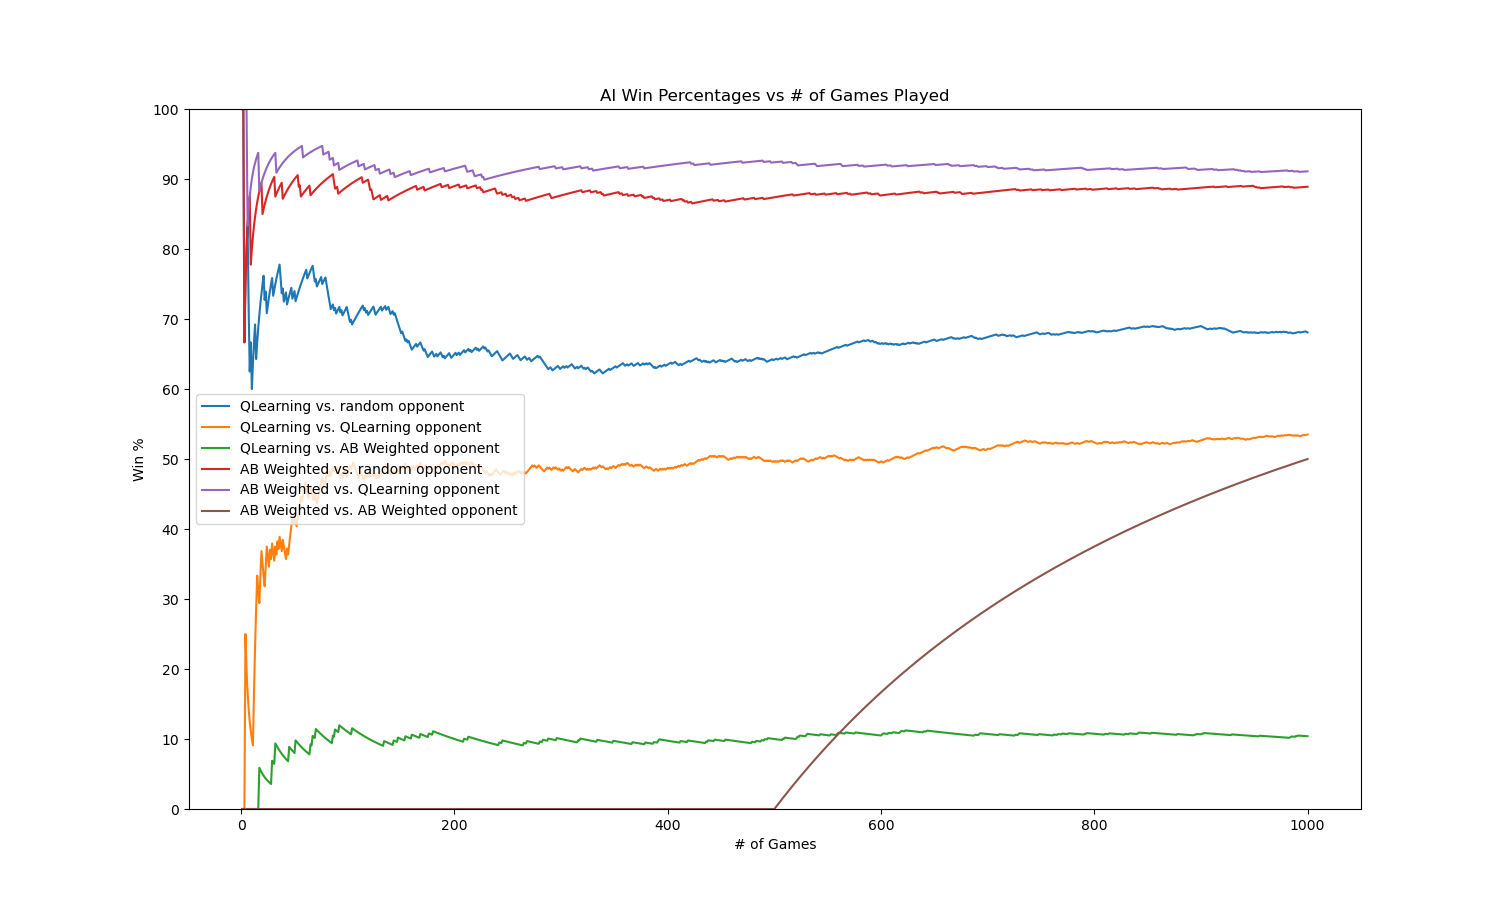 AI Win Percentages vs # of Games Played
100
90
80
70
60
50
40
30
20
10
0
Win %
QLearning vs. random opponent
QLearning vs. QLearning opponent
QLearning vs. AB Weighted opponent
AB Weighted vs. random opponent
AB Weighted vs. QLearning opponent
AB Weighted vs. AB Weighted opponent
0 200 400 600 800 1000
# of Games